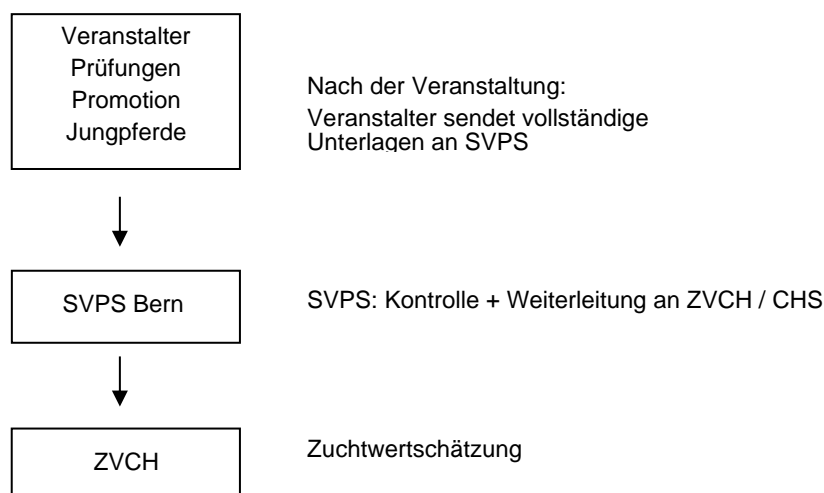 Veranstalter
Prüfungen
Promotion
Jungpferde
Nach der Veranstaltung:
Veranstalter sendet vollständige
Unterlagen an SVPS
SVPS Bern
SVPS: Kontrolle + Weiterleitung an ZVCH / CHS
ZVCH
Zuchtwertschätzung